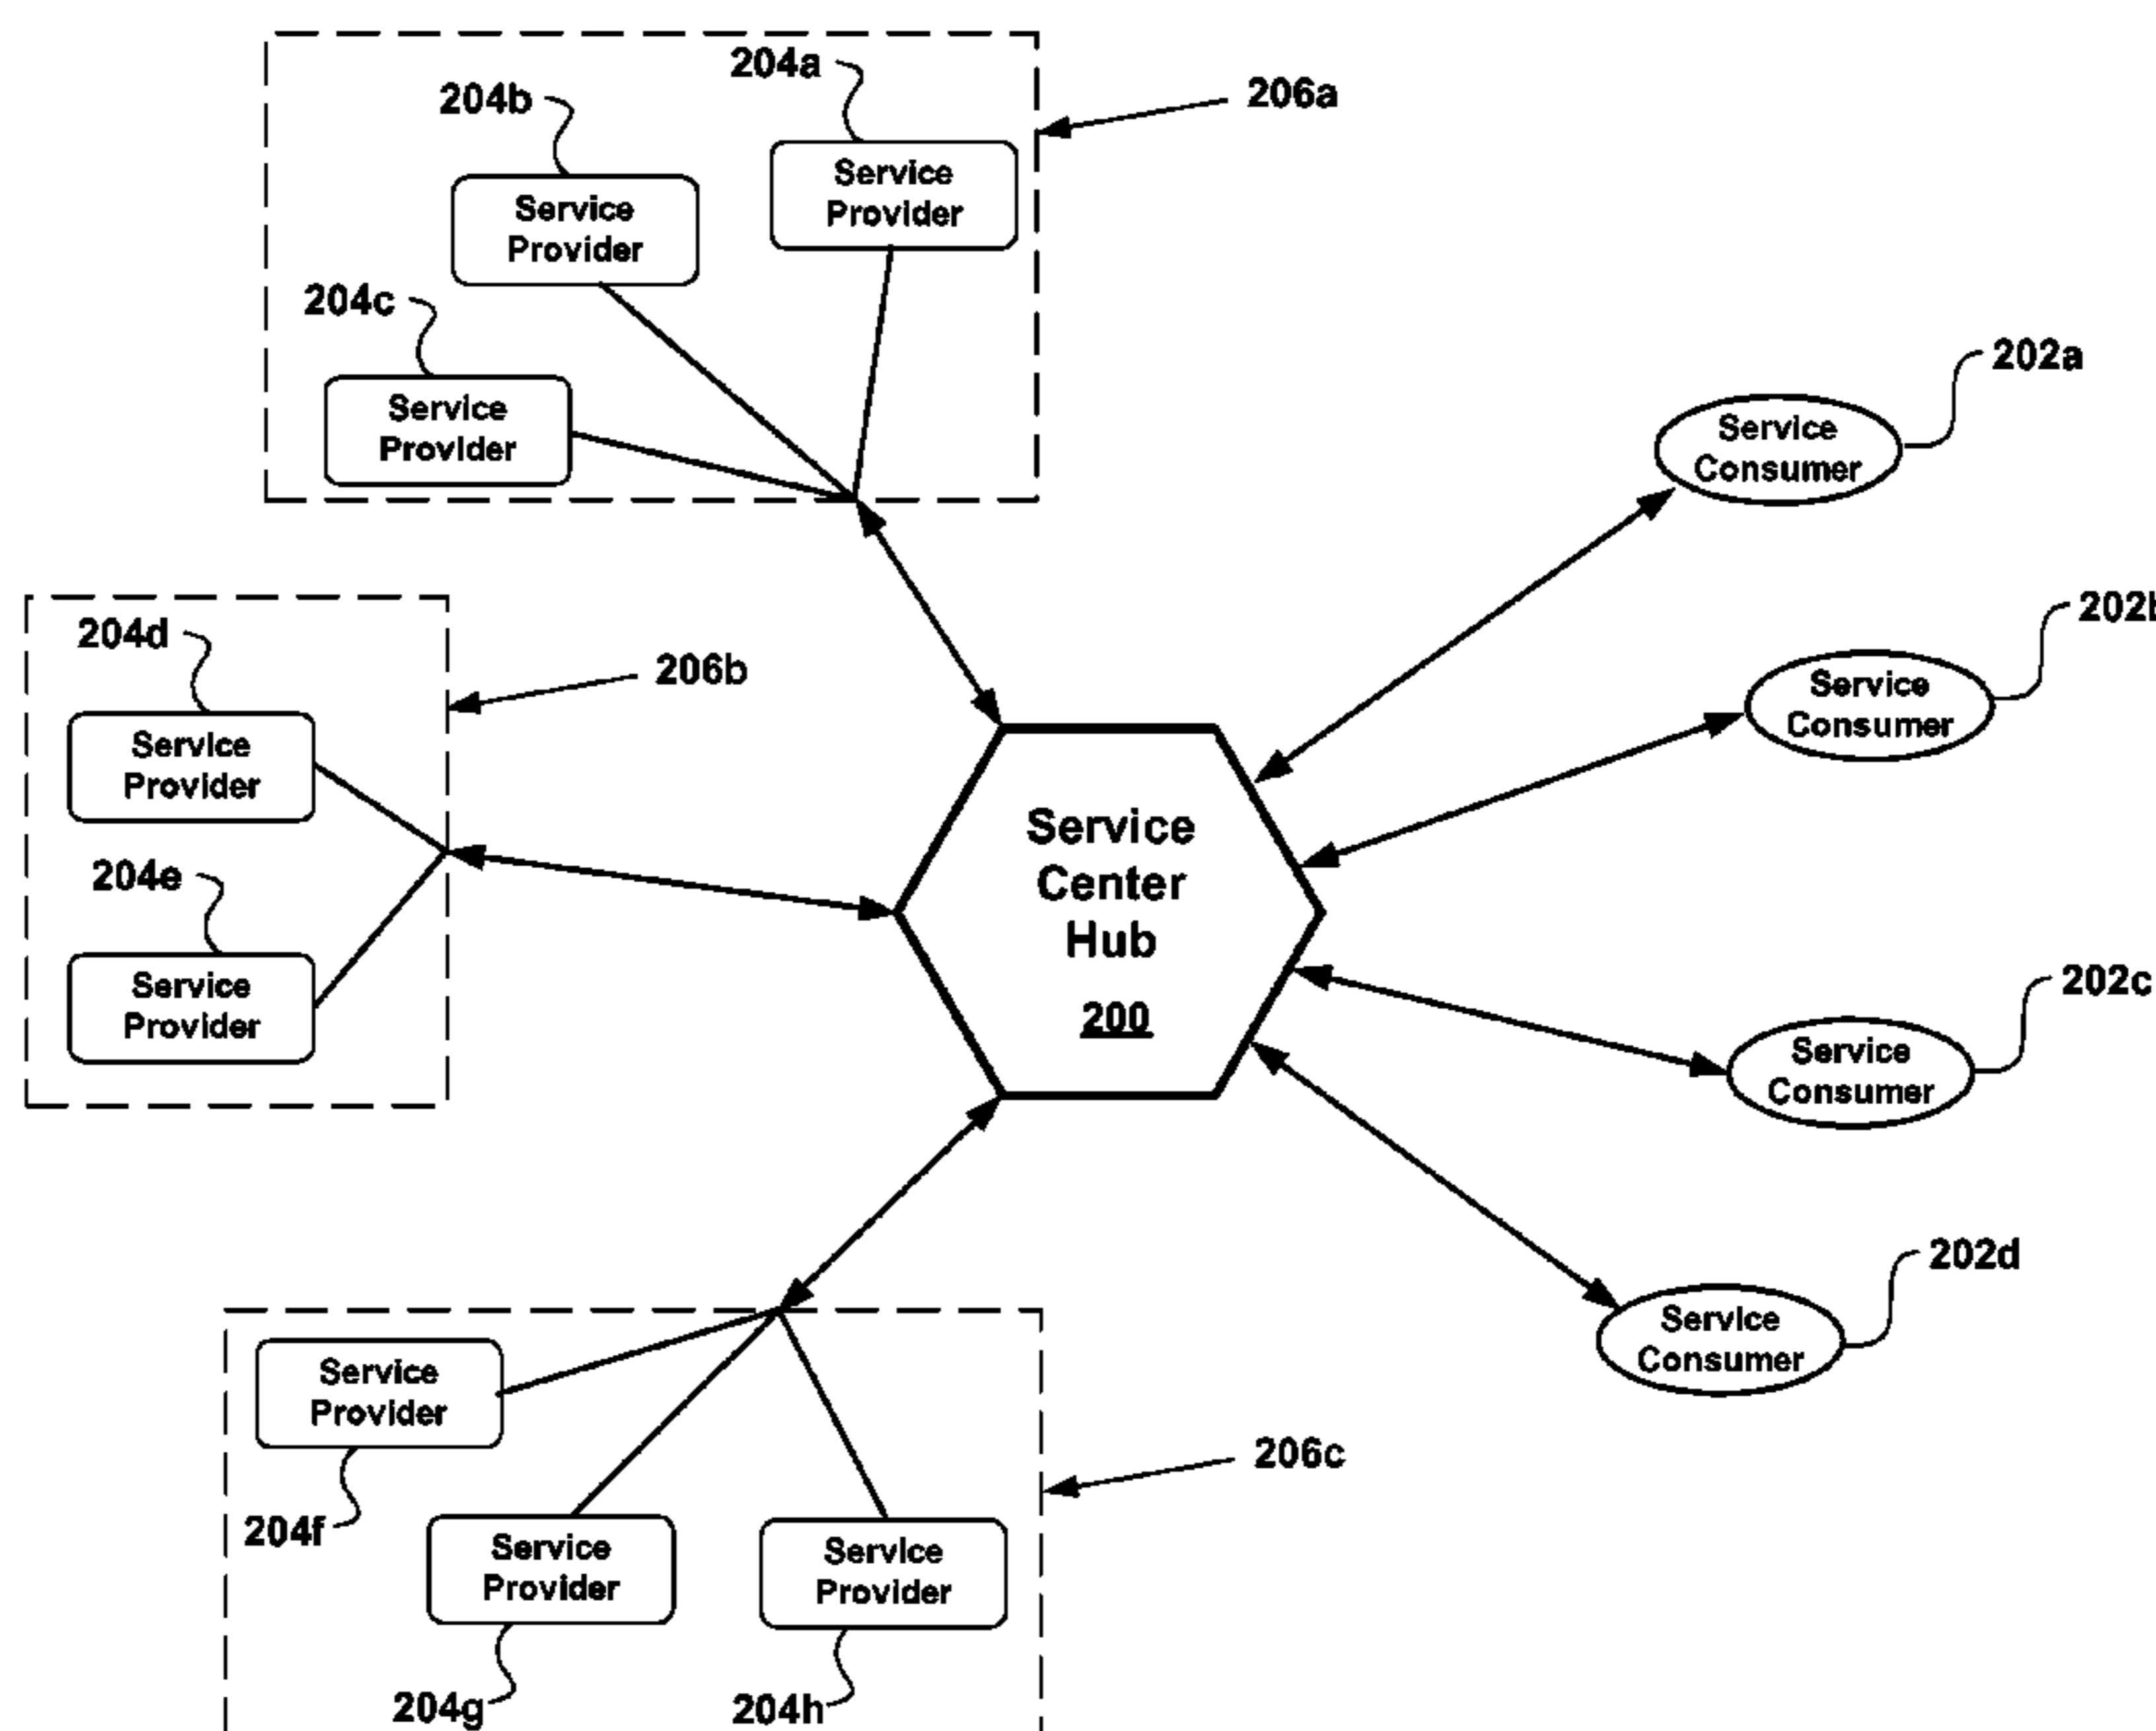 204a
206a
204b
Service
Provider
Service
Provider
204c
Service
Provider
202a
Service
Consumer
202b
Service
Consumer
204d
206b
Service
Provider
204e
Service
Provider
Service
Center
Hub
200
202c
Service
Consumer
202d
Service
Consumer
Service
Provider
204f
206c
Service
Provider
Service
Provider
204g
204h